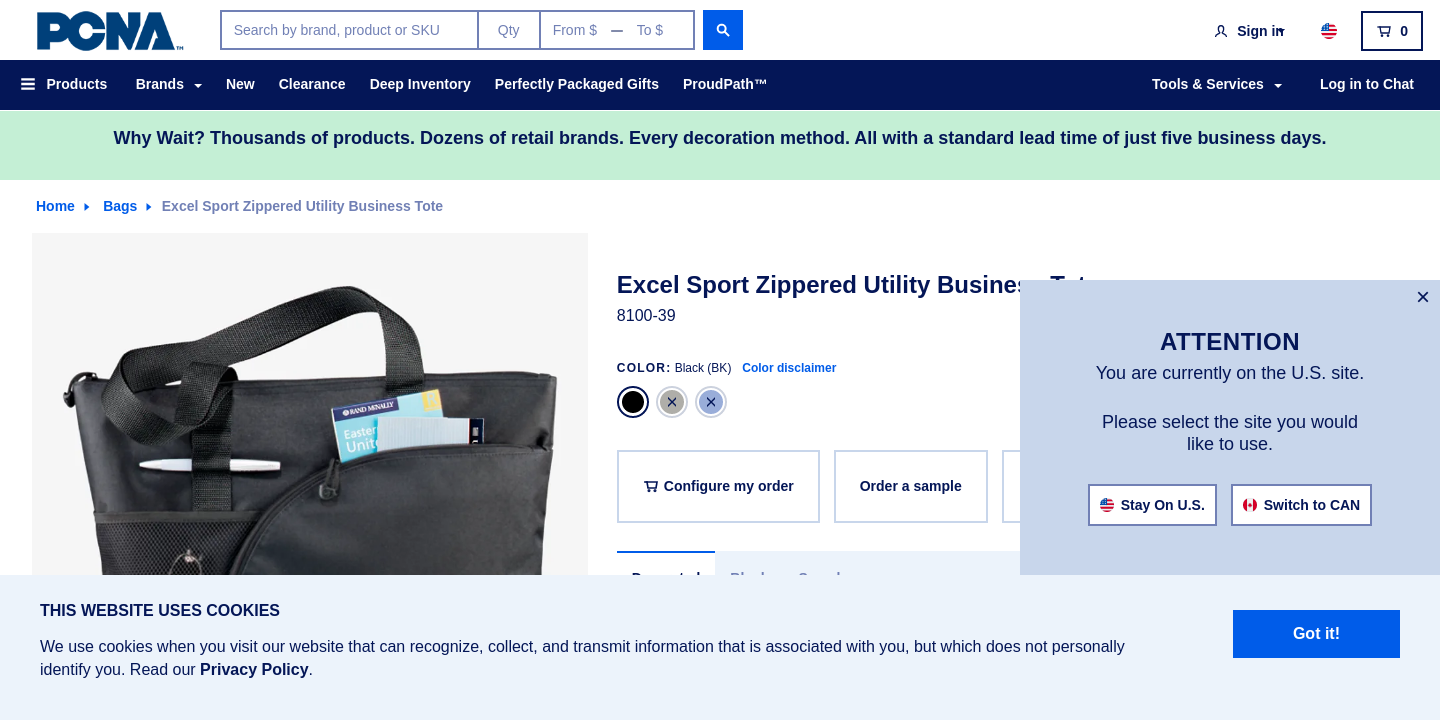 PCNA™
Search by brand, product or SKU
Qty
From $ — To $
Sign in
0
Products
Brands
New
Clearance
Deep Inventory
Perfectly Packaged Gifts
ProudPath™
Tools & Services
Log in to Chat
Why Wait? Thousands of products. Dozens of retail brands. Every decoration method. All with a standard lead time of just five business days.
Home
Bags
Excel Sport Zippered Utility Business Tote
RAND MCNALLY
Easter
Unite
Excel Sport Zippered Utility Business
8100-39
COLOR: Black (BK) Color disclaimer
Configure my order
Order a sample
ATTENTION
You are currently on the U.S. site.
Please select the site you would
like to use.
Stay On U.S.
Switch to CAN
THIS WEBSITE USES COOKIES
We use cookies when you visit our website that can recognize, collect, and transmit information that is associated with you, but which does not personally
identify you. Read our Privacy Policy.
Got it!